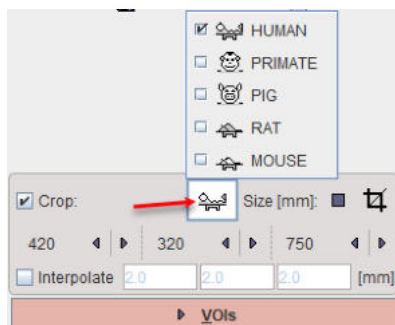 HUMAN
PRIMATE
PIG
RAT
MOUSE
Crop: Size [mm]:
420 320 750
Interpolate 2.0 2.0 2.0 [mm]
VOIs